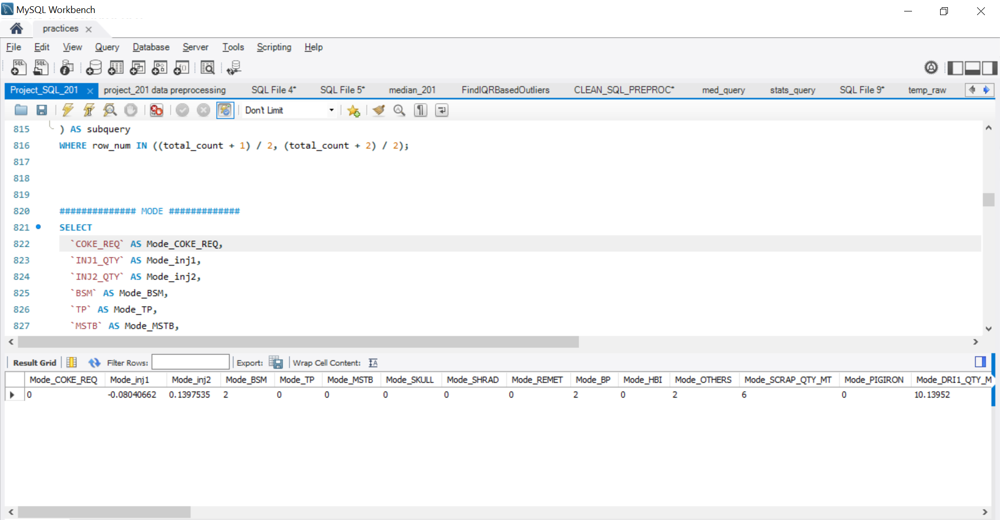 MySQL Workbench
practices
File Edit View Query Database Server Tools Scripting Help
Project_SQL_201 project_201 data preprocessing SQL File 4* SQL File 5* median_201 FindIQRBasedOutliers CLEAN_SQL_PREPROC* med_query stats_query SQL File 9* temp_raw
Don't Limit
815 ) AS subquery
816 WHERE row_num IN ((total_count + 1) / 2, (total_count + 2) / 2);
817
818
819
820 ############## MODE #############
821 SELECT
822 `COKE_REQ` AS Mode_COKE_REQ,
823 `INJ1_QTY` AS Mode_inj1,
824 `INJ2_QTY` AS Mode_inj2,
825 `BSM` AS Mode_BSM,
826 `TP` AS Mode_TP,
827 `MSTB` AS Mode_MSTB,
Result Grid Filter Rows: Export: Wrap Cell Content:
Mode_COKE_REQ Mode_inj1 Mode_inj2 Mode_BSM Mode_TP Mode_MSTB Mode_SKULL Mode_SHRAD Mode_REMET Mode_BP Mode_HBI Mode_OTHERS Mode_SCRAP_QTY_MT Mode_PIGIRON Mode_DRI1_QTY_M
0 -0.08040662 0.1397535 2 0 0 0 0 0 2 0 2 6 0 10.13952